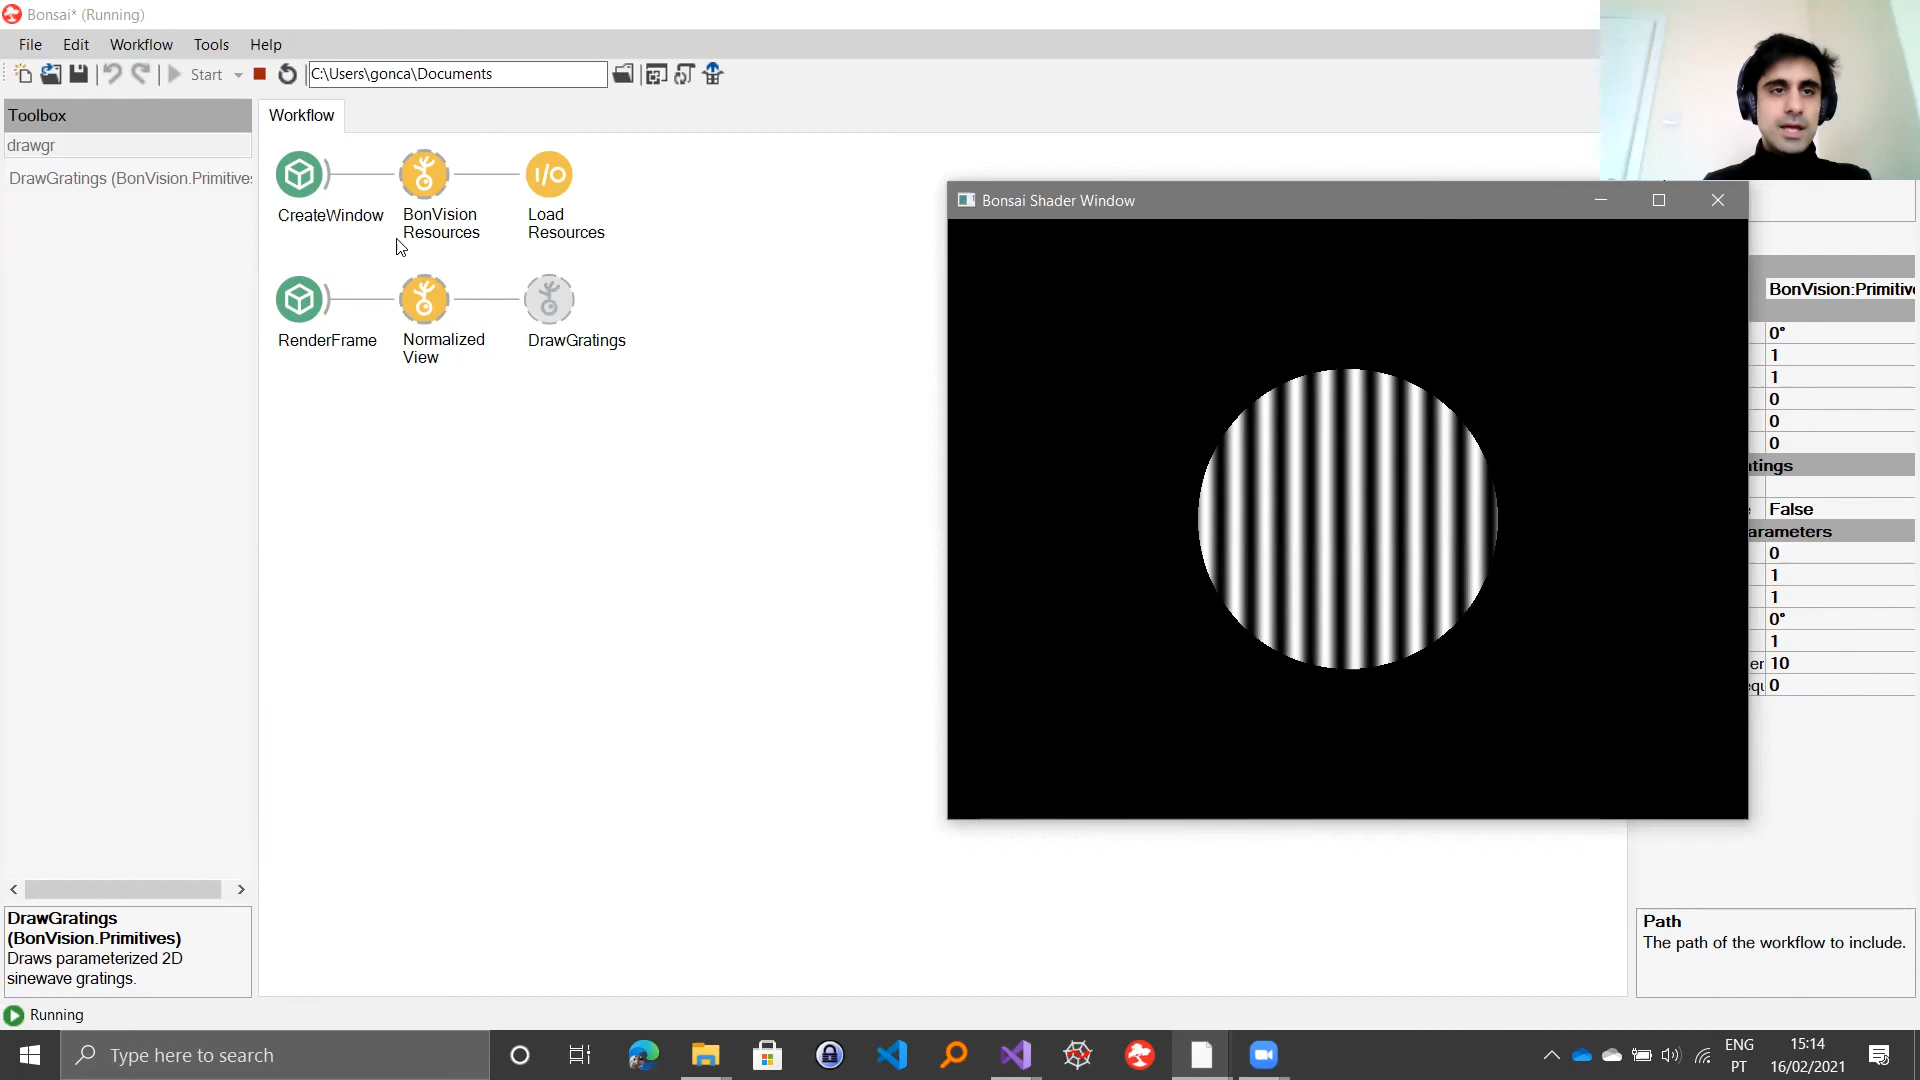 Bonsai* (Running)
File Edit Workflow Tools Help
Start C:\Users\gonca\Documents
Toolbox
drawgr
DrawGratings (BonVision.Primitives
Workflow
I/O
CreateWindow
BonVision
Resources
Load
Resources
RenderFrame
Normalized
View
DrawGratings
Bonsai Shader Window
BonVision:Primitiv
0°
1
1
0
0
0
tings
False
arameters
0
1
1
0°
1
er 10
equ 0
DrawGratings
(BonVision.Primitives)
Draws parameterized 2D
sinewave gratings.
Path
The path of the workflow to include.
Running
Type here to search
ENG
PT
15:14
16/02/2021